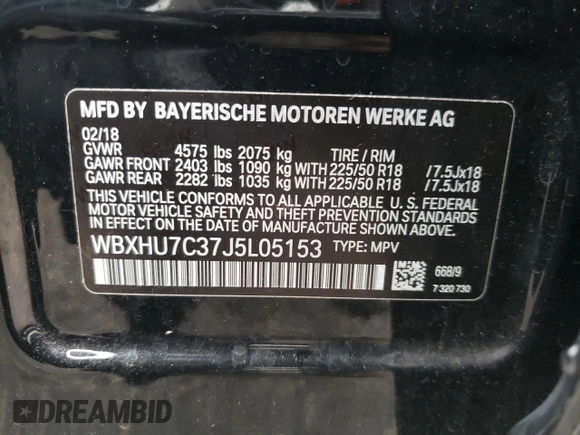 MFD BY BAYERISCHE MOTOREN WERKE AG
02/18
GVWR 4575 lbs 2075 kg TIRE / RIM
GAWR FRONT 2403 lbs 1090 kg WITH 225/50 R18 /7.5Jx18
GAWR REAR 2282 lbs 1035 kg WITH 225/50 R18 /7.5Jx18
THIS VEHICLE CONFORMS TO ALL APPLICABLE U. S. FEDERAL
MOTOR VEHICLE SAFETY, BUMPER, AND THEFT PREVENTION STANDARDS
IN EFFECT ON THE DATE OF MANUFACTURE SHOWN ABOVE.
WBXHU7C37J5L05153 TYPE: MPV
668/9
7 320 730
DREAMBID